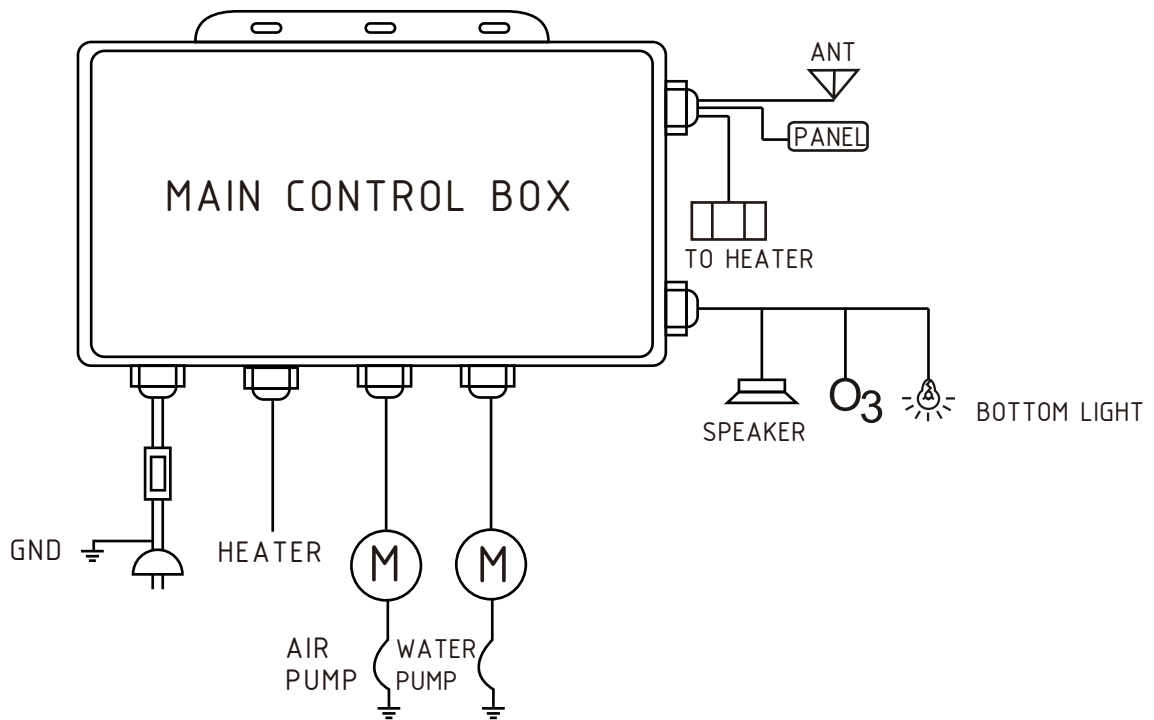 ANT
PANEL
MAIN CONTROL BOX
TO HEATER
O3
SPEAKER
BOTTOM LIGHT
GND
HEATER
M
M
AIR
PUMP
WATER
PUMP